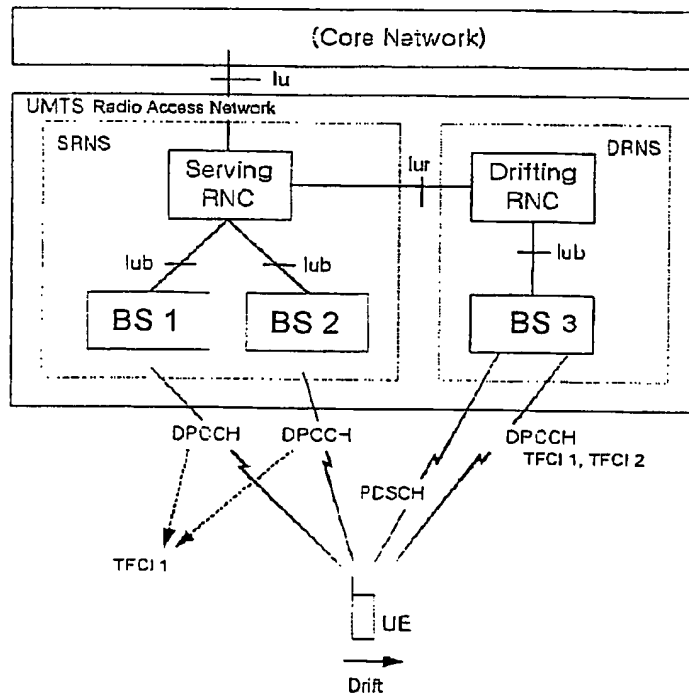 (Core Network)
Iu
UMTS Radio Access Network
SRNS
DRNS
Serving
RNC
Iur
Drifting
RNC
Iub
Iub
Iub
BS 1
BS 2
BS 3
DPCCH
DPCCH
DPCCH
TFCI 1, TFCI 2
PDSCH
TFCI 1
UE
Drift